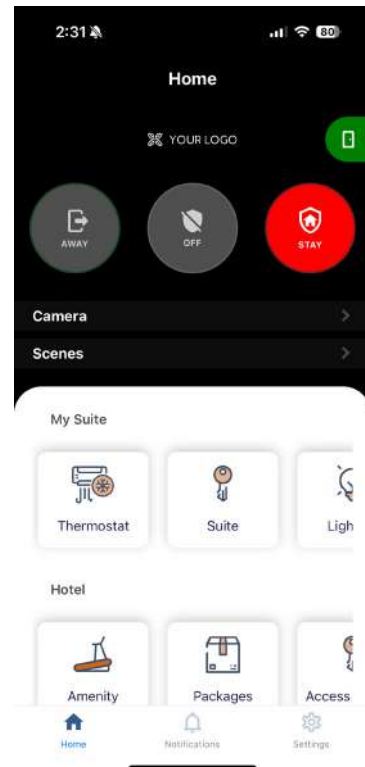 2:31 80
Home
YOUR LOGO
AWAY OFF STAY
Camera
Scenes
My Suite
Thermostat Suite Ligh
Hotel
Amenity Packages Access
Home Notifications Settings